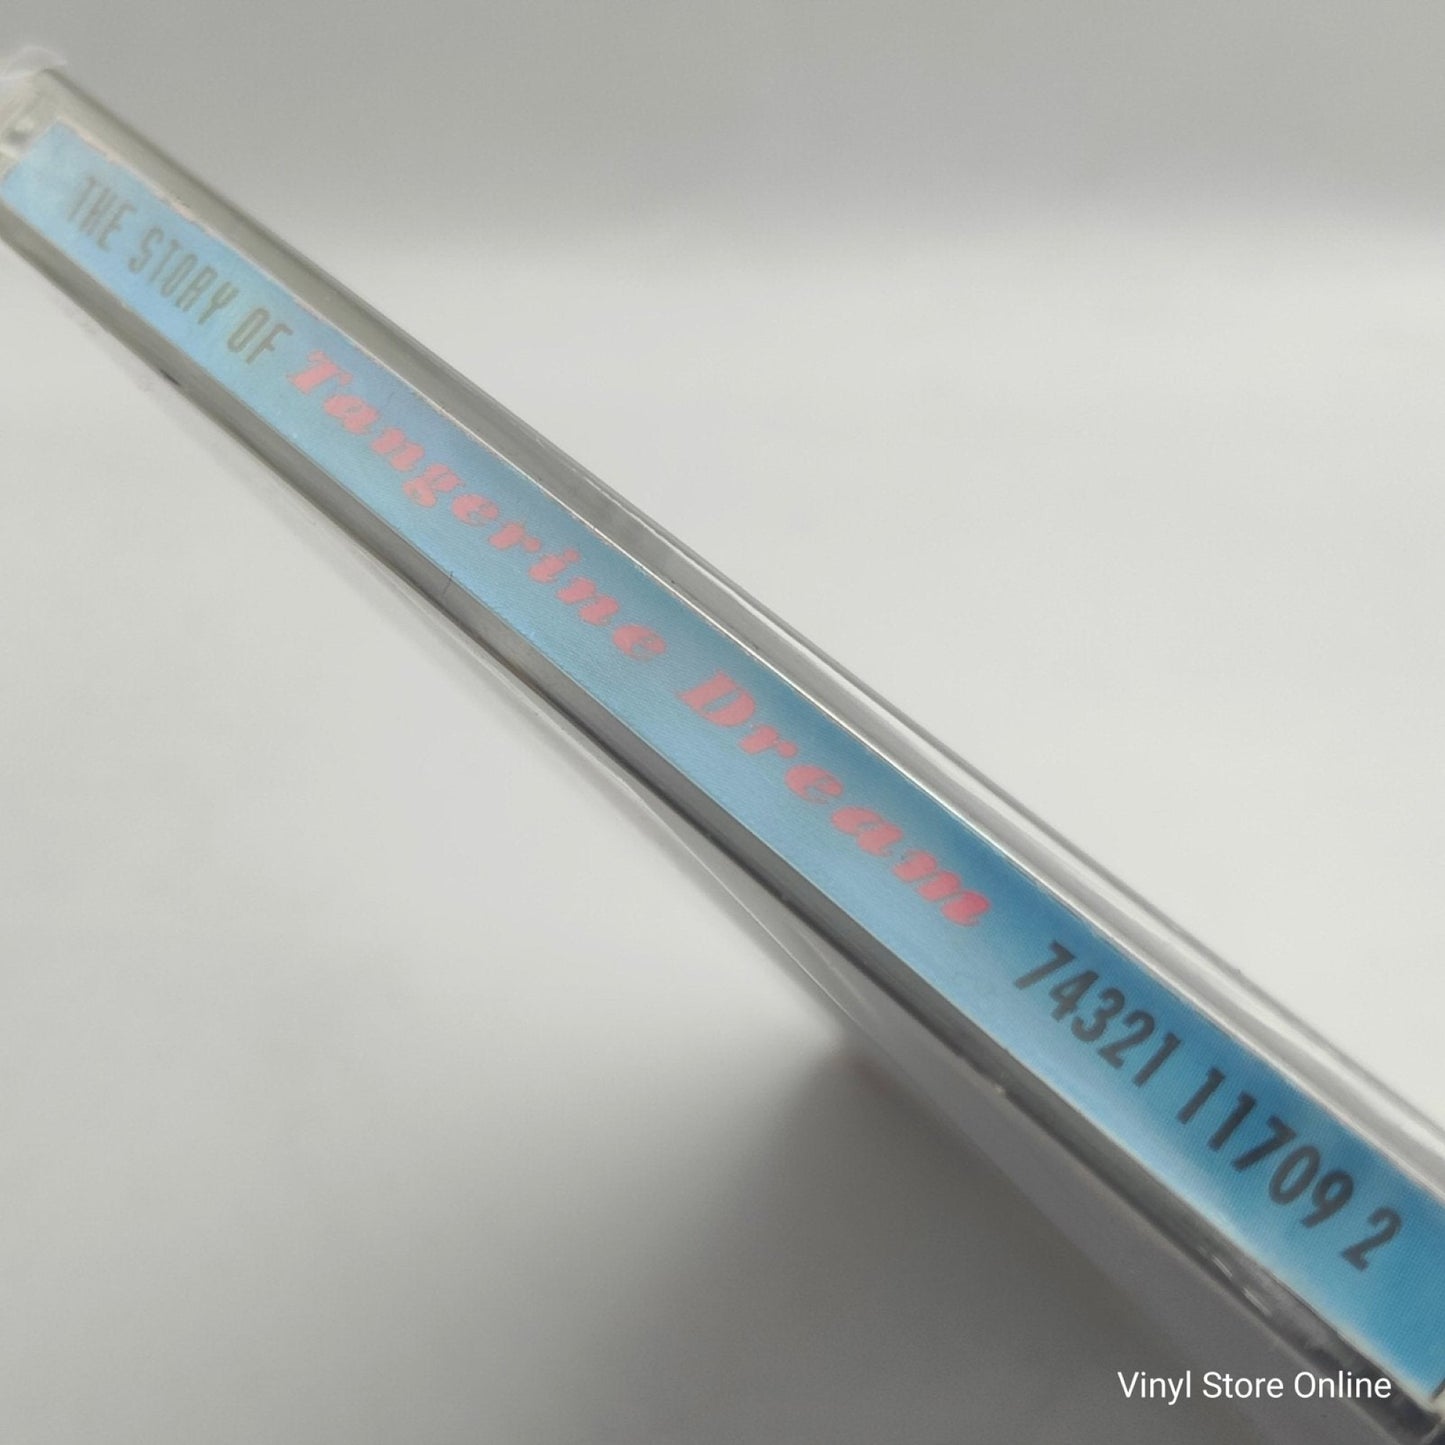 THE STORY OF Tangerine Dream 74321 11709 2
Vinyl Store Online